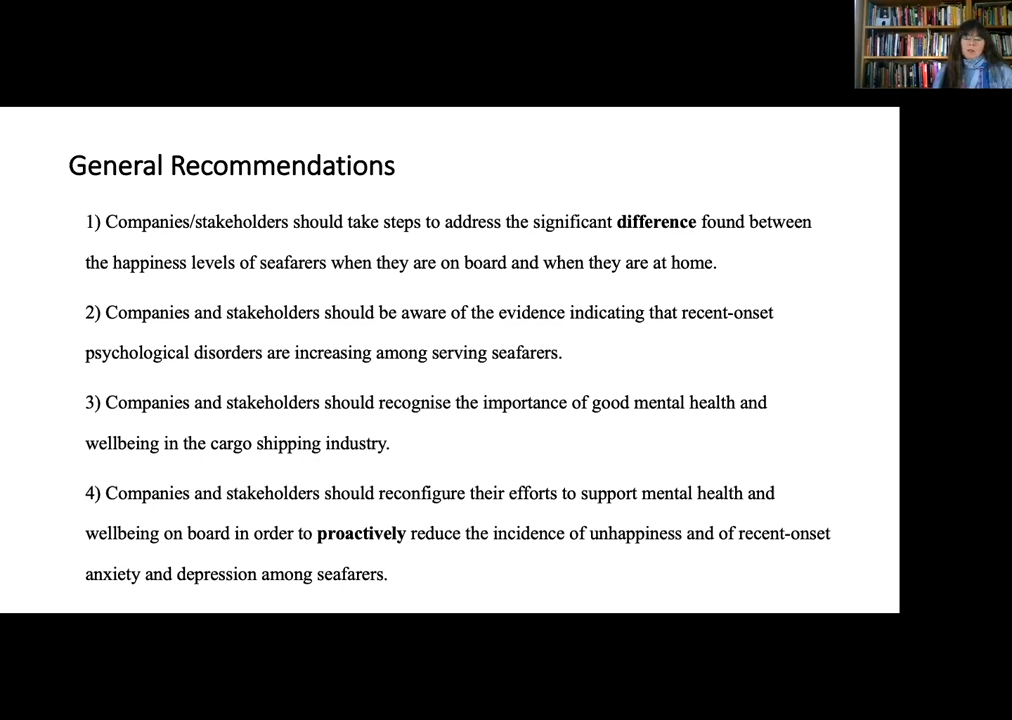 General Recommendations
1) Companies/stakeholders should take steps to address the significant difference found between
the happiness levels of seafarers when they are on board and when they are at home.
2) Companies and stakeholders should be aware of the evidence indicating that recent-onset
psychological disorders are increasing among serving seafarers.
3) Companies and stakeholders should recognise the importance of good mental health and
wellbeing in the cargo shipping industry.
4) Companies and stakeholders should reconfigure their efforts to support mental health and
wellbeing on board in order to proactively reduce the incidence of unhappiness and of recent-onset
anxiety and depression among seafarers.